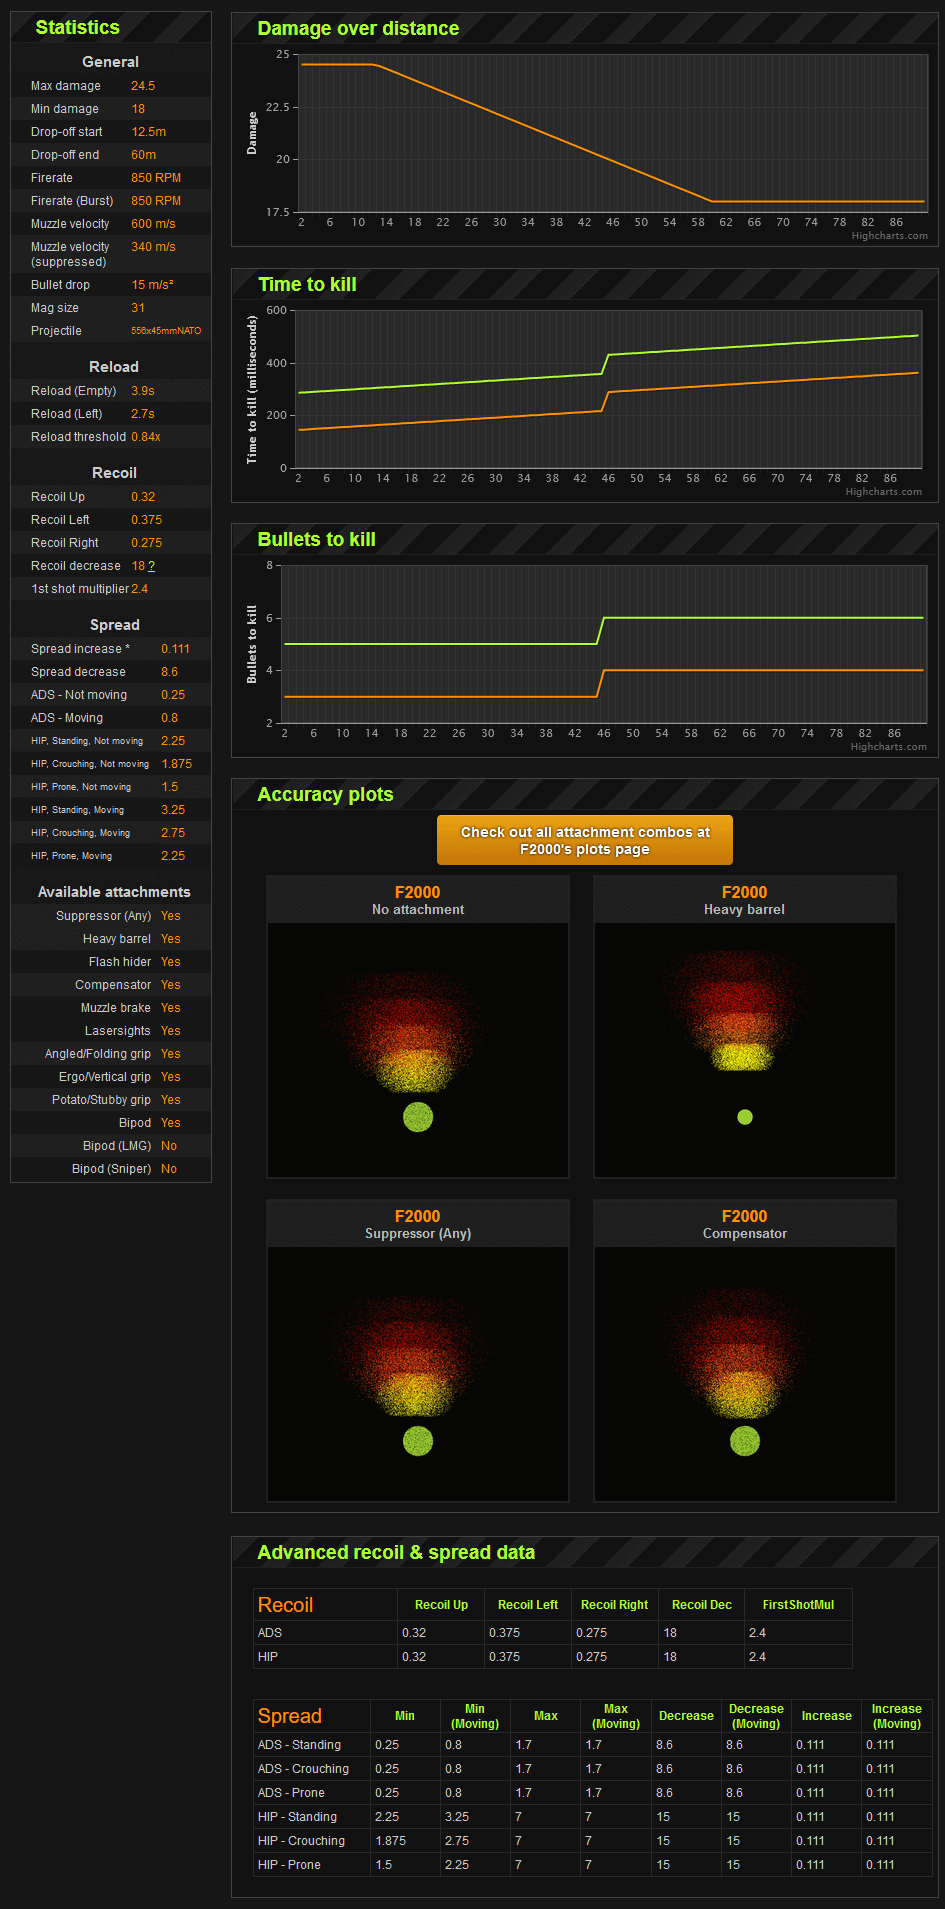 Statistics
General
Max damage 24.5
Min damage 18
Drop-off start 12.5m
Drop-off end 60m
Firerate 850 RPM
Firerate (Burst) 850 RPM
Muzzle velocity 600 m/s
Muzzle velocity 340 m/s
(suppressed)
Bullet drop 15 m/s²
Mag size 31
Projectile 556x45mmNATO
Reload
Reload (Empty) 3.9s
Reload (Left) 2.7s
Reload threshold 0.84x
Recoil
Recoil Up 0.32
Recoil Left 0.375
Recoil Right 0.275
Recoil decrease 18 ?
1st shot multiplier 2.4
Spread
Spread increase * 0.111
Spread decrease 8.6
ADS - Not moving 0.25
ADS - Moving 0.8
HIP, Standing, Not moving 2.25
HIP, Crouching, Not moving 1.875
HIP, Prone, Not moving 1.5
HIP, Standing, Moving 3.25
HIP, Crouching, Moving 2.75
HIP, Prone, Moving 2.25
Available attachments
Suppressor (Any) Yes
Heavy barrel Yes
Flash hider Yes
Compensator Yes
Muzzle brake Yes
Lasersights Yes
Angled/Folding grip Yes
Ergo/Vertical grip Yes
Potato/Stubby grip Yes
Bipod Yes
Bipod (LMG) No
Bipod (Sniper) No
Damage over distance
Damage
25
22.5
20
17.5
2 6 10 14 18 22 26 30 34 38 42 46 50 54 58 62 66 70 74 78 82 86
Highcharts.com
Time to kill
Time to kill (milliseconds)
600
400
200
0
2 6 10 14 18 22 26 30 34 38 42 46 50 54 58 62 66 70 74 78 82 86
Highcharts.com
Bullets to kill
Bullets to kill
8
6
4
2
2 6 10 14 18 22 26 30 34 38 42 46 50 54 58 62 66 70 74 78 82 86
Highcharts.com
Accuracy plots
Check out all attachment combos at
F2000's plots page
F2000
No attachment
F2000
Heavy barrel
F2000
Suppressor (Any)
F2000
Compensator
Advanced recoil & spread data
Recoil Recoil Up Recoil Left Recoil Right Recoil Dec FirstShotMul
ADS 0.32 0.375 0.275 18 2.4
HIP 0.32 0.375 0.275 18 2.4
Spread Min Min (Moving) Max Max (Moving) Decrease Decrease (Moving) Increase Increase (Moving)
ADS - Standing 0.25 0.8 1.7 1.7 8.6 8.6 0.111 0.111
ADS - Crouching 0.25 0.8 1.7 1.7 8.6 8.6 0.111 0.111
ADS - Prone 0.25 0.8 1.7 1.7 8.6 8.6 0.111 0.111
HIP - Standing 2.25 3.25 7 7 15 15 0.111 0.111
HIP - Crouching 1.875 2.75 7 7 15 15 0.111 0.111
HIP - Prone 1.5 2.25 7 7 15 15 0.111 0.111